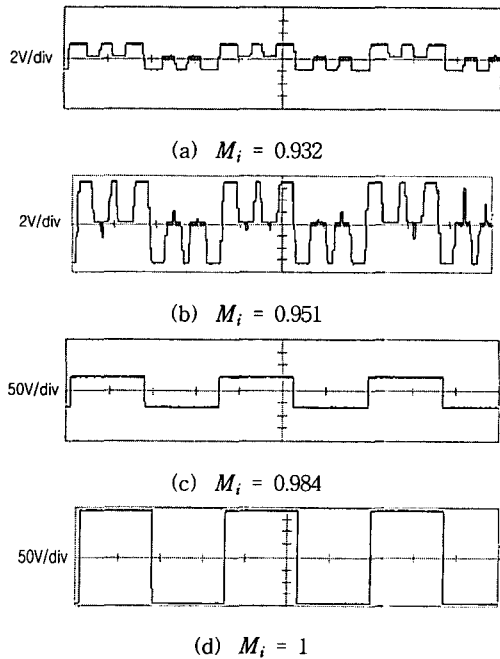 2V/div
(a) Mi = 0.932
2V/div
(b) Mi = 0.951
50V/div
(c) Mi = 0.984
50V/div
(d) Mi = 1